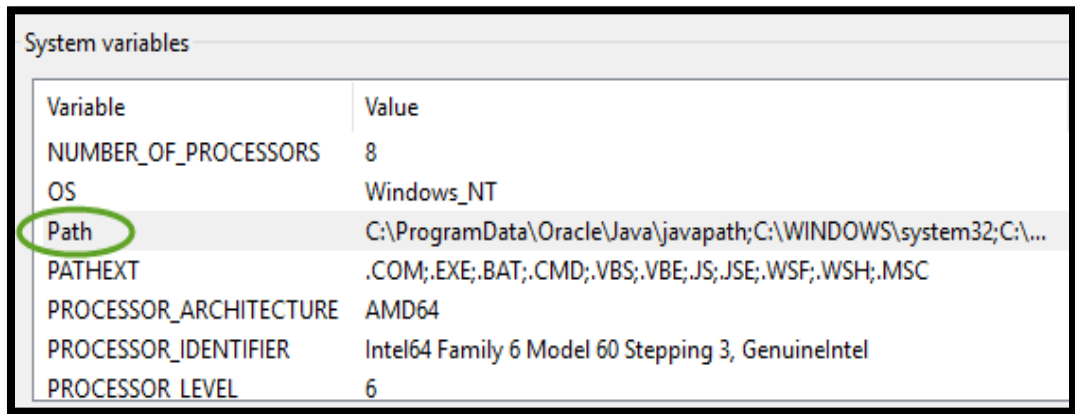 System variables
Variable Value
NUMBER_OF_PROCESSORS 8
OS Windows_NT
Path C:\ProgramData\Oracle\Java\javapath;C:\WINDOWS\system32;C:\...
PATHEXT .COM;.EXE;.BAT;.CMD;.VBS;.VBE;.JS;.JSE;.WSF;.WSH;.MSC
PROCESSOR_ARCHITECTURE AMD64
PROCESSOR_IDENTIFIER Intel64 Family 6 Model 60 Stepping 3, GenuineIntel
PROCESSOR_LEVEL 6